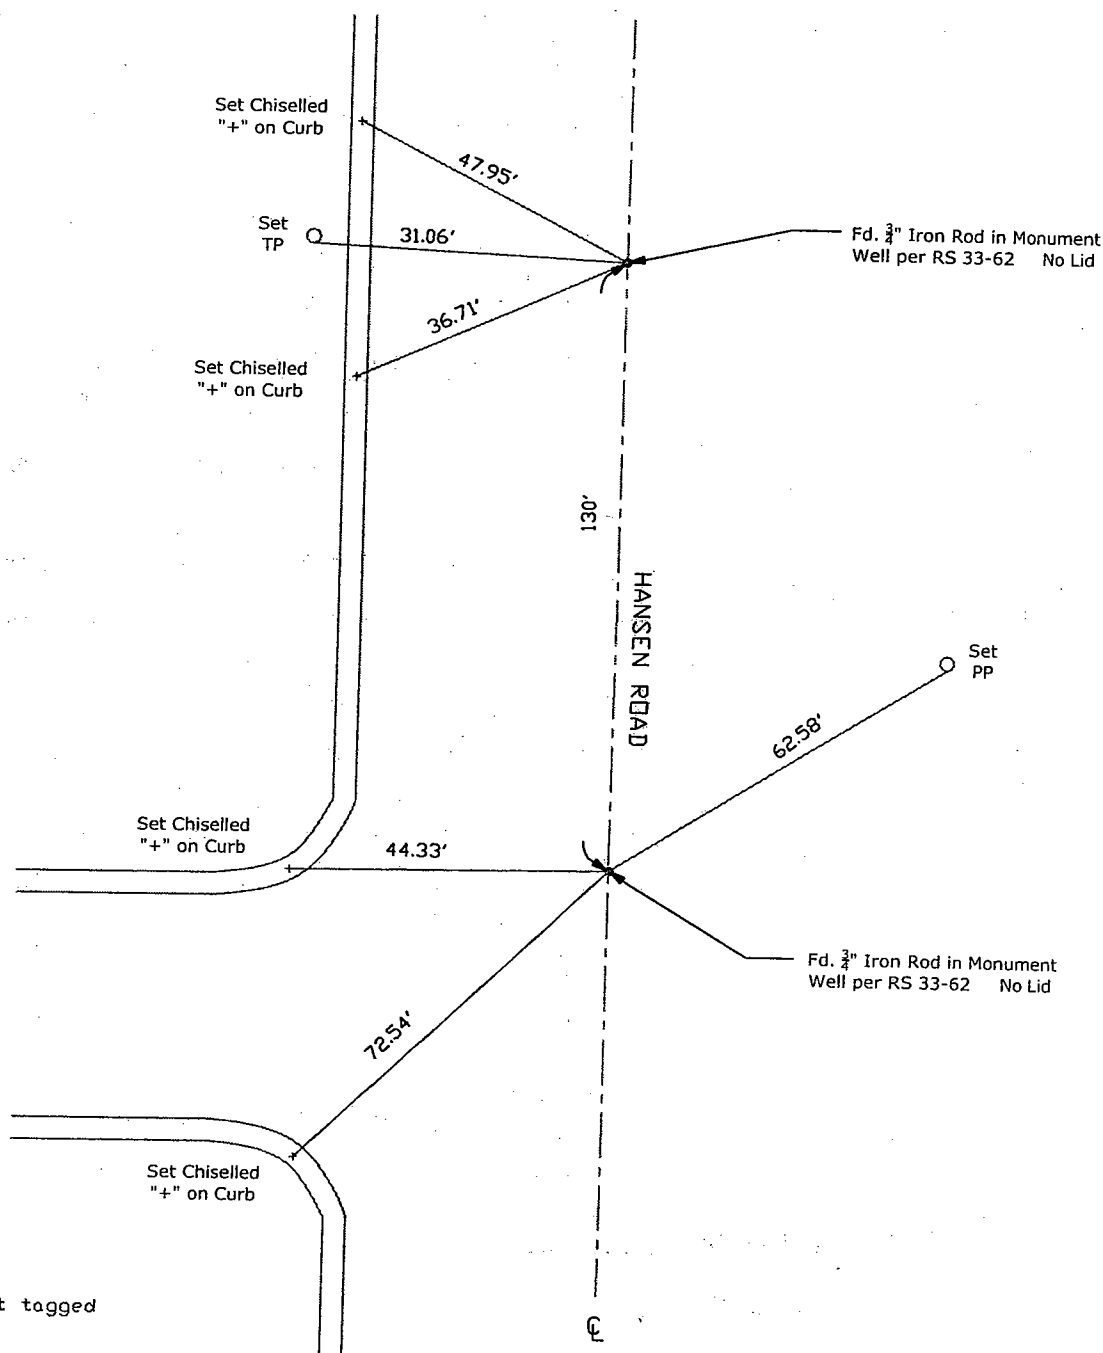 Set Chiselled
"+" on Curb
47.95'
Set
TP
31.06'
Fd. ¾" Iron Rod in Monument
Well per RS 33-62 No Lid
36.71'
Set Chiselled
"+" on Curb
130'
HANSEN ROAD
Set
PP
62.58'
Set Chiselled
"+" on Curb
44.33'
Fd. ¾" Iron Rod in Monument
Well per RS 33-62 No Lid
72.54'
Set Chiselled
"+" on Curb
tagged
℄